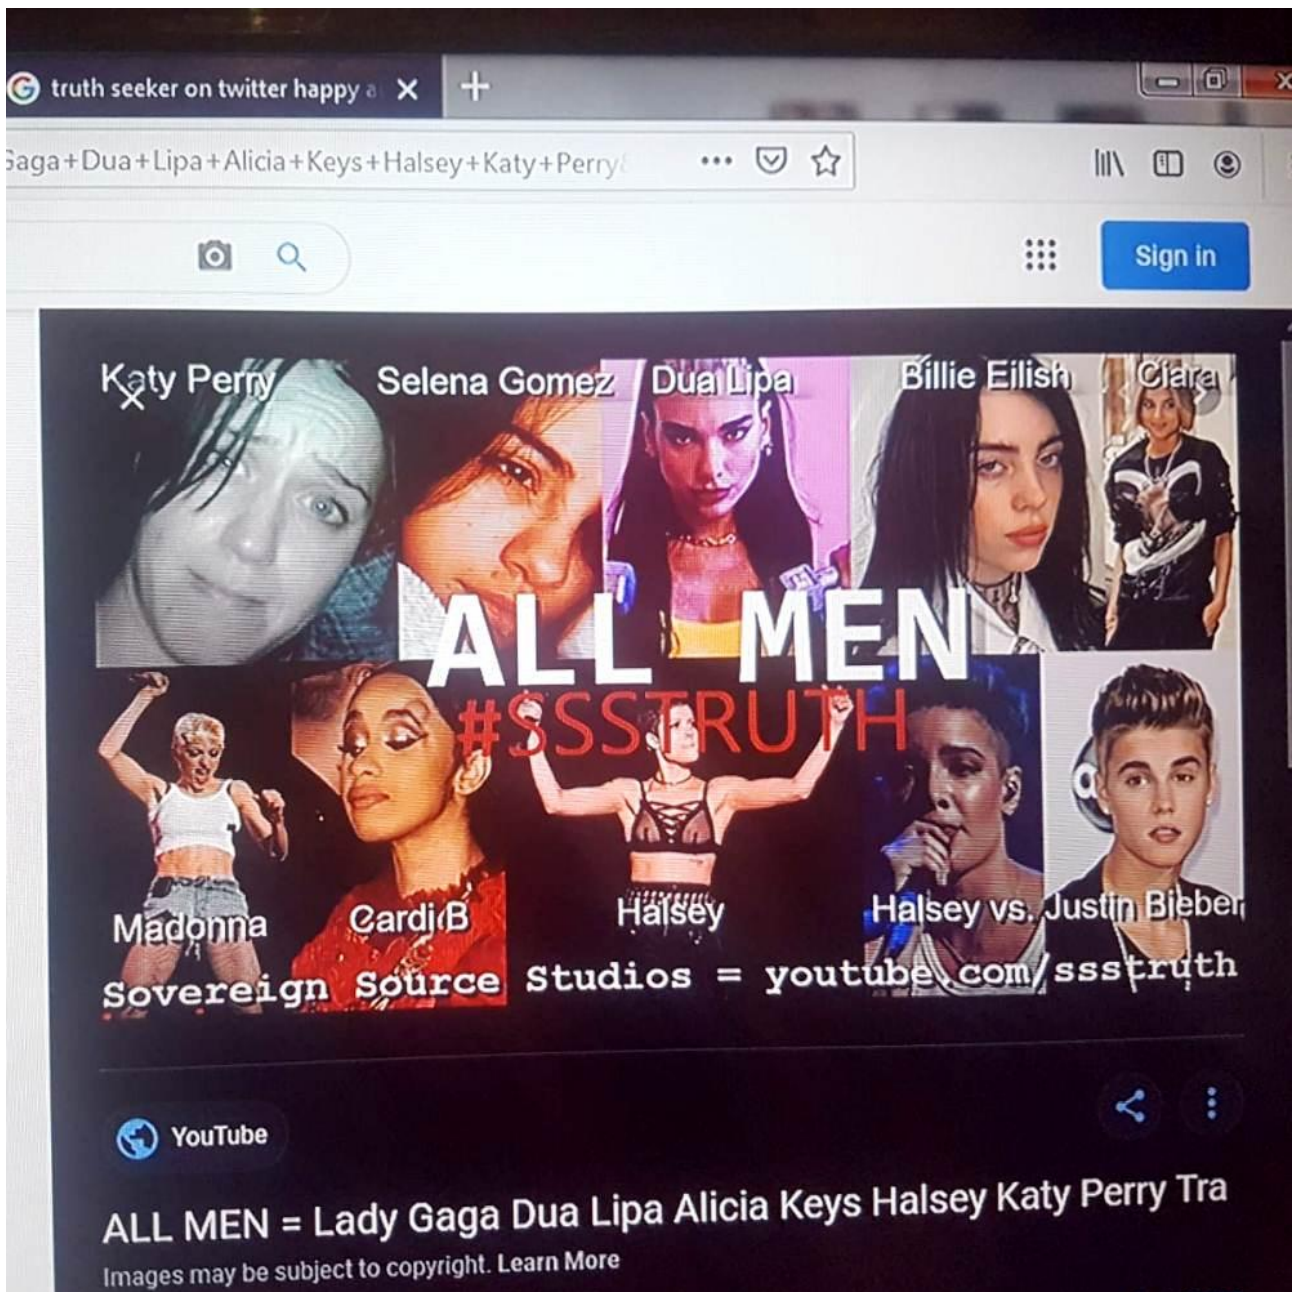 truth seeker on twitter happy a
Gaga+Dua+Lipa+Alicia+Keys+Halsey+Katy+Perry
Sign in
Katy Perry Selena Gomez Dua Lipa Billie Eilish Ciara
ALL MEN
#SSSTRUTH
Madonna Cardi B Halsey Halsey vs. Justin Bieber
Sovereign Source Studios = youtube.com/ssstruth
YouTube
ALL MEN = Lady Gaga Dua Lipa Alicia Keys Halsey Katy Perry Tra
Images may be subject to copyright. Learn More